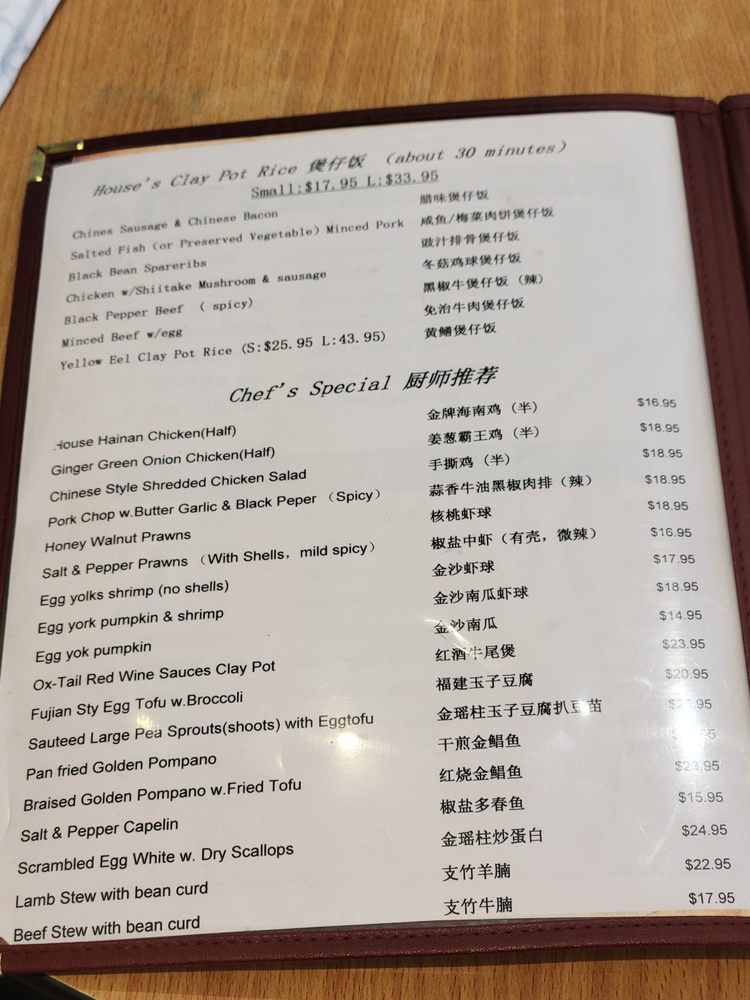 House's Clay Pot Rice 煲仔饭 （about 30 minutes）
Small:$17.95 L:$33.95
Chines Sausage & Chinese Bacon 腊味煲仔饭
Salted Fish（or Preserved Vegetable）Minced Pork 咸鱼/梅菜肉饼煲仔饭
Black Bean Spareribs 豉汁排骨煲仔饭
Chicken w/Shiitake Mushroom & sausage 冬菇鸡球煲仔饭
Black Pepper Beef （ spicy） 黑椒牛煲仔饭（辣）
Minced Beef w/egg 免治牛肉煲仔饭
Yellow Eel Clay Pot Rice (S:$25.95 L:43.95) 黄鳝煲仔饭
Chef's Special 厨师推荐
House Hainan Chicken(Half) 金牌海南鸡（半） $16.95
Ginger Green Onion Chicken(Half) 姜葱霸王鸡（半） $18.95
Chinese Style Shredded Chicken Salad 手撕鸡（半） $18.95
Pork Chop w.Butter Garlic & Black Peper （Spicy） 蒜香牛油黑椒肉排（辣） $18.95
Honey Walnut Prawns 核桃虾球 $18.95
Salt & Pepper Prawns （With Shells，mild spicy） 椒盐中虾（有壳，微辣） $16.95
Egg yolks shrimp (no shells) 金沙虾球 $17.95
Egg york pumpkin & shrimp 金沙南瓜虾球 $18.95
Egg yok pumpkin 金沙南瓜 $14.95
Ox-Tail Red Wine Sauces Clay Pot 红酒牛尾煲 $23.95
Fujian Sty Egg Tofu w.Broccoli 福建玉子豆腐 $20.95
Sauteed Large Pea Sprouts(shoots) with Eggtofu 金瑶柱玉子豆腐扒豆苗
Pan fried Golden Pompano 干煎金鲳鱼
Braised Golden Pompano w.Fried Tofu 红烧金鲳鱼 $23.95
Salt & Pepper Capelin 椒盐多春鱼 $15.95
Scrambled Egg White w. Dry Scallops 金瑶柱炒蛋白 $24.95
Lamb Stew with bean curd 支竹羊腩 $22.95
Beef Stew with bean curd 支竹牛腩 $17.95